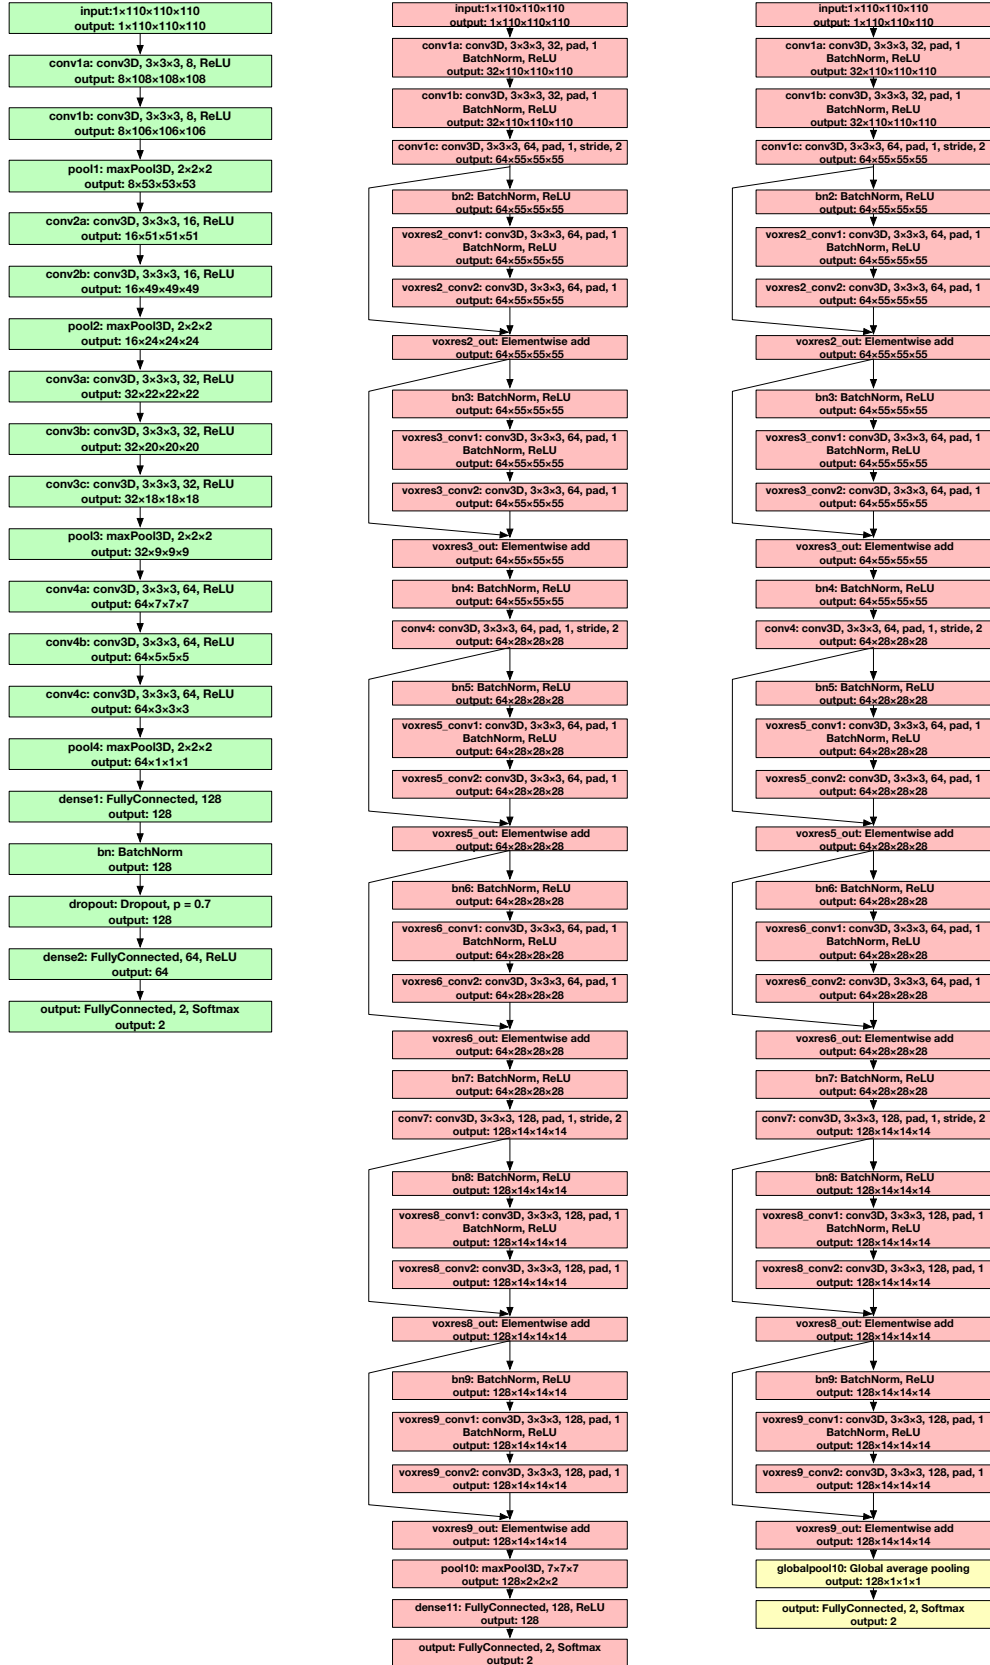 input:1×110×110×110
output: 1×110×110×110
conv1a: conv3D, 3×3×3, 8, ReLU
output: 8×108×108×108
conv1b: conv3D, 3×3×3, 8, ReLU
output: 8×106×106×106
pool1: maxPool3D, 2×2×2
output: 8×53×53×53
conv2a: conv3D, 3×3×3, 16, ReLU
output: 16×51×51×51
conv2b: conv3D, 3×3×3, 16, ReLU
output: 16×49×49×49
pool2: maxPool3D, 2×2×2
output: 16×24×24×24
conv3a: conv3D, 3×3×3, 32, ReLU
output: 32×22×22×22
conv3b: conv3D, 3×3×3, 32, ReLU
output: 32×20×20×20
conv3c: conv3D, 3×3×3, 32, ReLU
output: 32×18×18×18
pool3: maxPool3D, 2×2×2
output: 32×9×9×9
conv4a: conv3D, 3×3×3, 64, ReLU
output: 64×7×7×7
conv4b: conv3D, 3×3×3, 64, ReLU
output: 64×5×5×5
conv4c: conv3D, 3×3×3, 64, ReLU
output: 64×3×3×3
pool4: maxPool3D, 2×2×2
output: 64×1×1×1
dense1: FullyConnected, 128
output: 128
bn: BatchNorm
output: 128
dropout: Dropout, p = 0.7
output: 128
dense2: FullyConnected, 64, ReLU
output: 64
output: FullyConnected, 2, Softmax
output: 2
input:1×110×110×110
output: 1×110×110×110
conv1a: conv3D, 3×3×3, 32, pad, 1
BatchNorm, ReLU
output: 32×110×110×110
conv1b: conv3D, 3×3×3, 32, pad, 1
BatchNorm, ReLU
output: 32×110×110×110
conv1c: conv3D, 3×3×3, 64, pad, 1, stride, 2
output: 64×55×55×55
bn2: BatchNorm, ReLU
output: 64×55×55×55
voxres2_conv1: conv3D, 3×3×3, 64, pad, 1
BatchNorm, ReLU
output: 64×55×55×55
voxres2_conv2: conv3D, 3×3×3, 64, pad, 1
output: 64×55×55×55
voxres2_out: Elementwise add
output: 64×55×55×55
bn3: BatchNorm, ReLU
output: 64×55×55×55
voxres3_conv1: conv3D, 3×3×3, 64, pad, 1
BatchNorm, ReLU
output: 64×55×55×55
voxres3_conv2: conv3D, 3×3×3, 64, pad, 1
output: 64×55×55×55
voxres3_out: Elementwise add
output: 64×55×55×55
bn4: BatchNorm, ReLU
output: 64×55×55×55
conv4: conv3D, 3×3×3, 64, pad, 1, stride, 2
output: 64×28×28×28
bn5: BatchNorm, ReLU
output: 64×28×28×28
voxres5_conv1: conv3D, 3×3×3, 64, pad, 1
BatchNorm, ReLU
output: 64×28×28×28
voxres5_conv2: conv3D, 3×3×3, 64, pad, 1
output: 64×28×28×28
voxres5_out: Elementwise add
output: 64×28×28×28
bn6: BatchNorm, ReLU
output: 64×28×28×28
voxres6_conv1: conv3D, 3×3×3, 64, pad, 1
BatchNorm, ReLU
output: 64×28×28×28
voxres6_conv2: conv3D, 3×3×3, 64, pad, 1
output: 64×28×28×28
voxres6_out: Elementwise add
output: 64×28×28×28
bn7: BatchNorm, ReLU
output: 64×28×28×28
conv7: conv3D, 3×3×3, 128, pad, 1, stride, 2
output: 128×14×14×14
bn8: BatchNorm, ReLU
output: 128×14×14×14
voxres8_conv1: conv3D, 3×3×3, 128, pad, 1
BatchNorm, ReLU
output: 128×14×14×14
voxres8_conv2: conv3D, 3×3×3, 128, pad, 1
output: 128×14×14×14
voxres8_out: Elementwise add
output: 128×14×14×14
bn9: BatchNorm, ReLU
output: 128×14×14×14
voxres9_conv1: conv3D, 3×3×3, 128, pad, 1
BatchNorm, ReLU
output: 128×14×14×14
voxres9_conv2: conv3D, 3×3×3, 128, pad, 1
output: 128×14×14×14
voxres9_out: Elementwise add
output: 128×14×14×14
pool10: maxPool3D, 7×7×7
output: 128×2×2×2
dense11: FullyConnected, 128, ReLU
output: 128
output: FullyConnected, 2, Softmax
output: 2
input:1×110×110×110
output: 1×110×110×110
conv1a: conv3D, 3×3×3, 32, pad, 1
BatchNorm, ReLU
output: 32×110×110×110
conv1b: conv3D, 3×3×3, 32, pad, 1
BatchNorm, ReLU
output: 32×110×110×110
conv1c: conv3D, 3×3×3, 64, pad, 1, stride, 2
output: 64×55×55×55
bn2: BatchNorm, ReLU
output: 64×55×55×55
voxres2_conv1: conv3D, 3×3×3, 64, pad, 1
BatchNorm, ReLU
output: 64×55×55×55
voxres2_conv2: conv3D, 3×3×3, 64, pad, 1
output: 64×55×55×55
voxres2_out: Elementwise add
output: 64×55×55×55
bn3: BatchNorm, ReLU
output: 64×55×55×55
voxres3_conv1: conv3D, 3×3×3, 64, pad, 1
BatchNorm, ReLU
output: 64×55×55×55
voxres3_conv2: conv3D, 3×3×3, 64, pad, 1
output: 64×55×55×55
voxres3_out: Elementwise add
output: 64×55×55×55
bn4: BatchNorm, ReLU
output: 64×55×55×55
conv4: conv3D, 3×3×3, 64, pad, 1, stride, 2
output: 64×28×28×28
bn5: BatchNorm, ReLU
output: 64×28×28×28
voxres5_conv1: conv3D, 3×3×3, 64, pad, 1
BatchNorm, ReLU
output: 64×28×28×28
voxres5_conv2: conv3D, 3×3×3, 64, pad, 1
output: 64×28×28×28
voxres5_out: Elementwise add
output: 64×28×28×28
bn6: BatchNorm, ReLU
output: 64×28×28×28
voxres6_conv1: conv3D, 3×3×3, 64, pad, 1
BatchNorm, ReLU
output: 64×28×28×28
voxres6_conv2: conv3D, 3×3×3, 64, pad, 1
output: 64×28×28×28
voxres6_out: Elementwise add
output: 64×28×28×28
bn7: BatchNorm, ReLU
output: 64×28×28×28
conv7: conv3D, 3×3×3, 128, pad, 1, stride, 2
output: 128×14×14×14
bn8: BatchNorm, ReLU
output: 128×14×14×14
voxres8_conv1: conv3D, 3×3×3, 128, pad, 1
BatchNorm, ReLU
output: 128×14×14×14
voxres8_conv2: conv3D, 3×3×3, 128, pad, 1
output: 128×14×14×14
voxres8_out: Elementwise add
output: 128×14×14×14
bn9: BatchNorm, ReLU
output: 128×14×14×14
voxres9_conv1: conv3D, 3×3×3, 128, pad, 1
BatchNorm, ReLU
output: 128×14×14×14
voxres9_conv2: conv3D, 3×3×3, 128, pad, 1
output: 128×14×14×14
voxres9_out: Elementwise add
output: 128×14×14×14
globalpool10: Global average pooling
output: 128×1×1×1
output: FullyConnected, 2, Softmax
output: 2